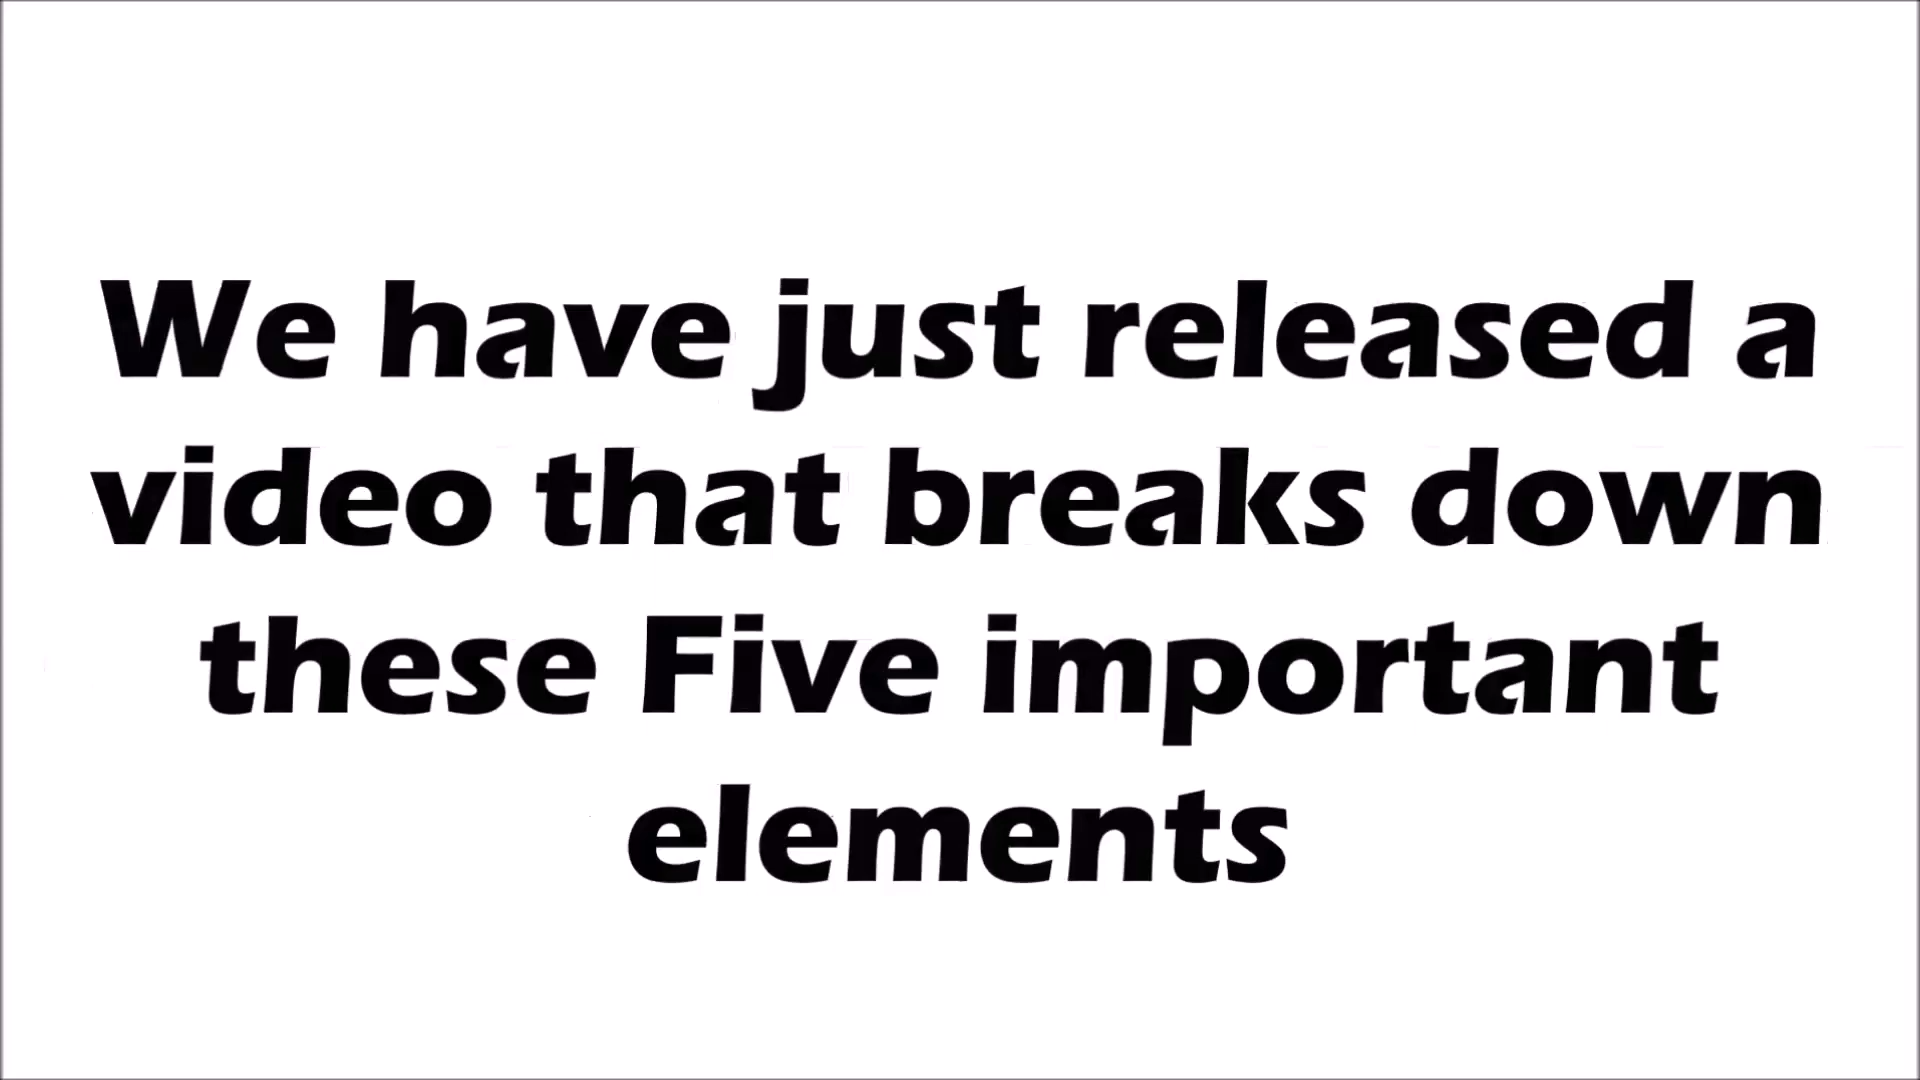 We have just released a
video that breaks down
these Five important
elements